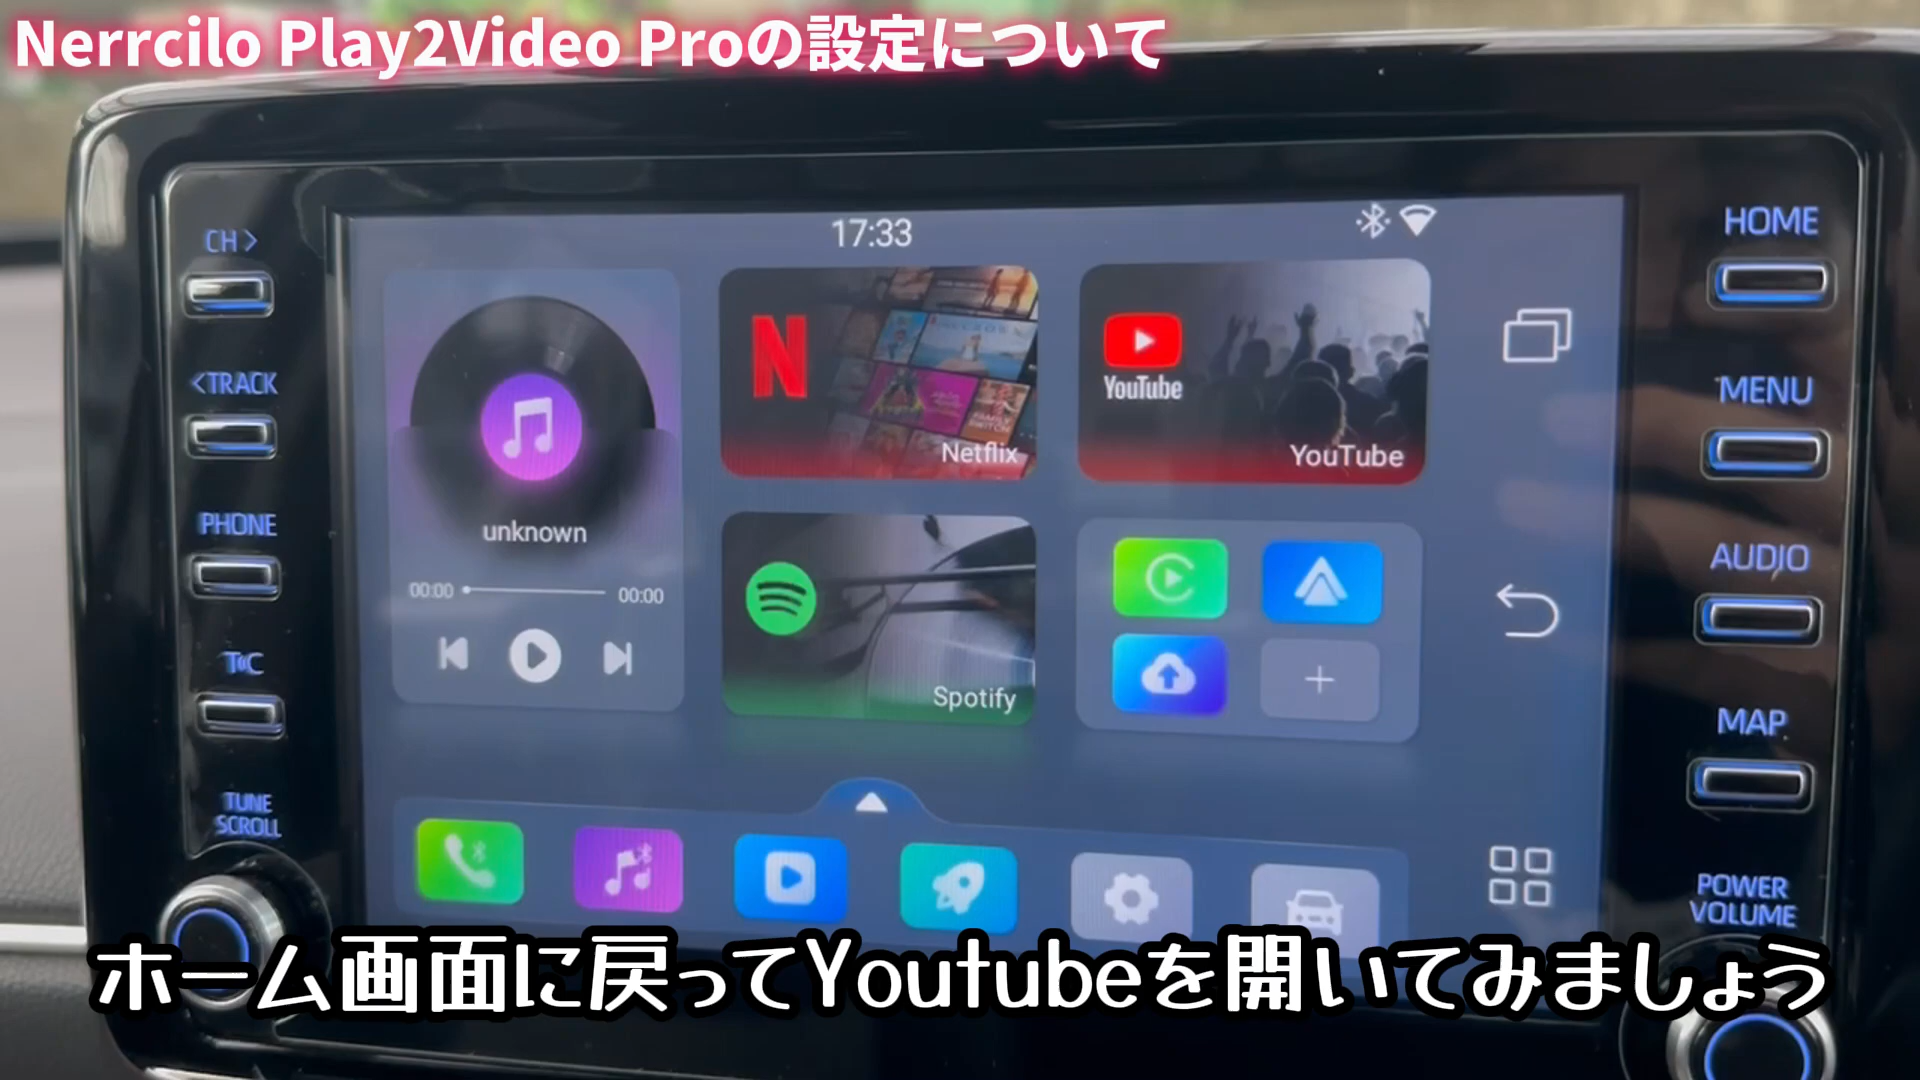 Nerrcilo Play2Video Proの設定について
17:33
CH>
<TRACK
PHONE
TUNE
SCROLL
unknown
00:00
00:00
Netflix
YouTube
YouTube
Spotify
HOME
MENU
AUDIO
MAP
POWER
VOLUME
ホーム画面に戻ってYoutubeを開いてみましょう